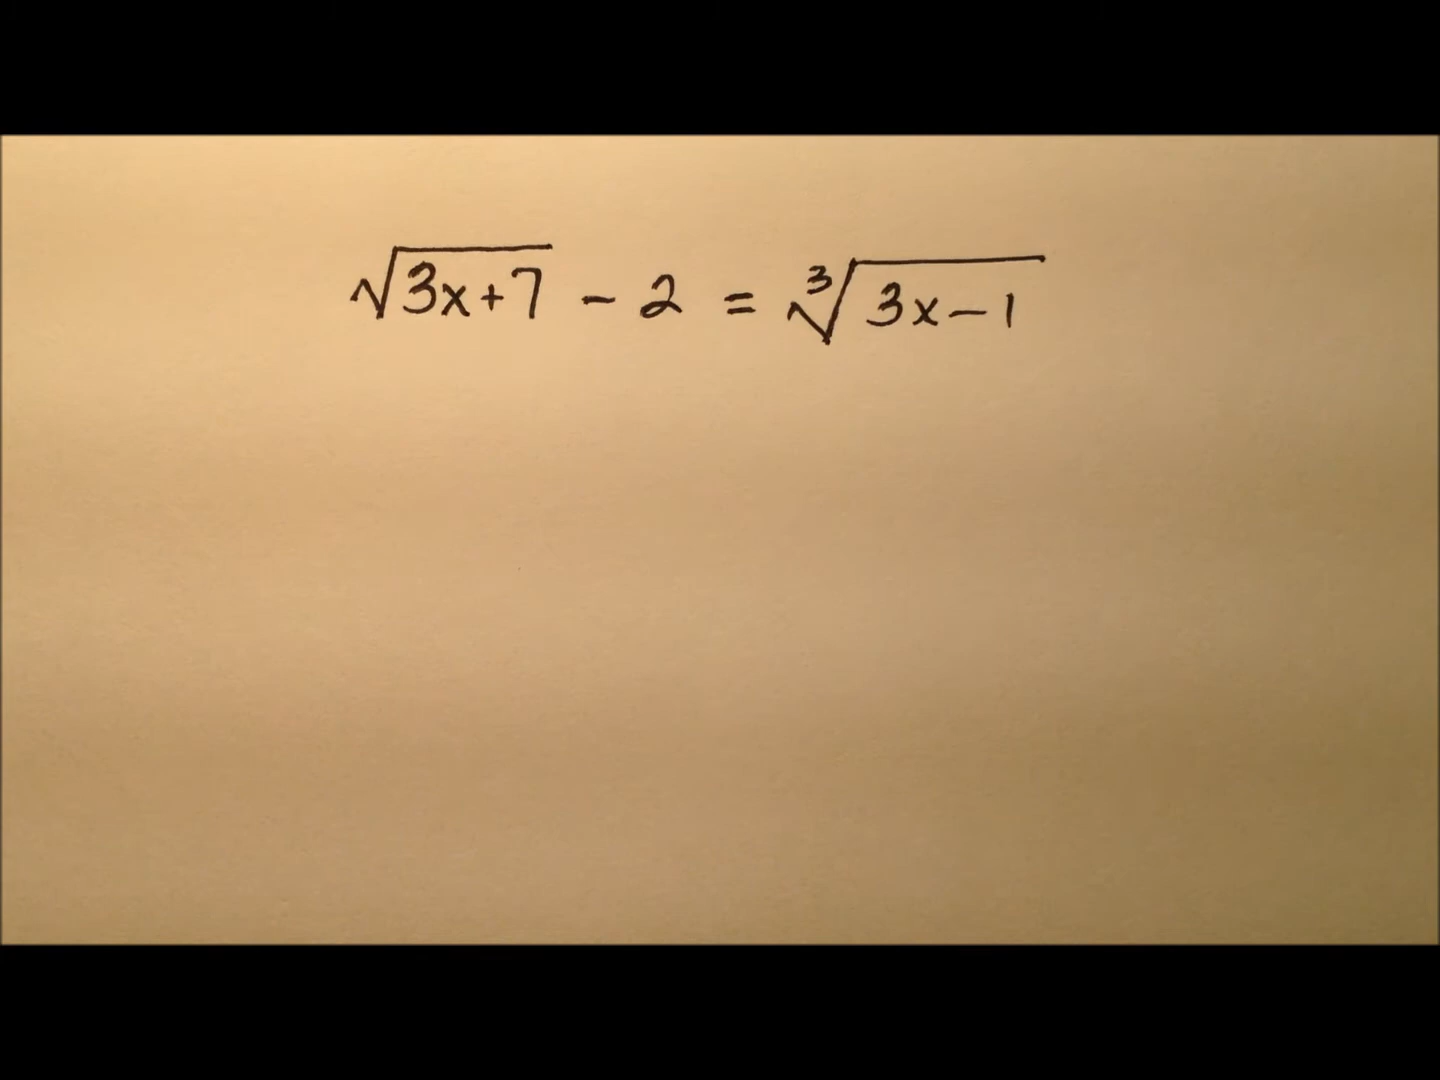 √3x+7 - 2 = ∛3x-1